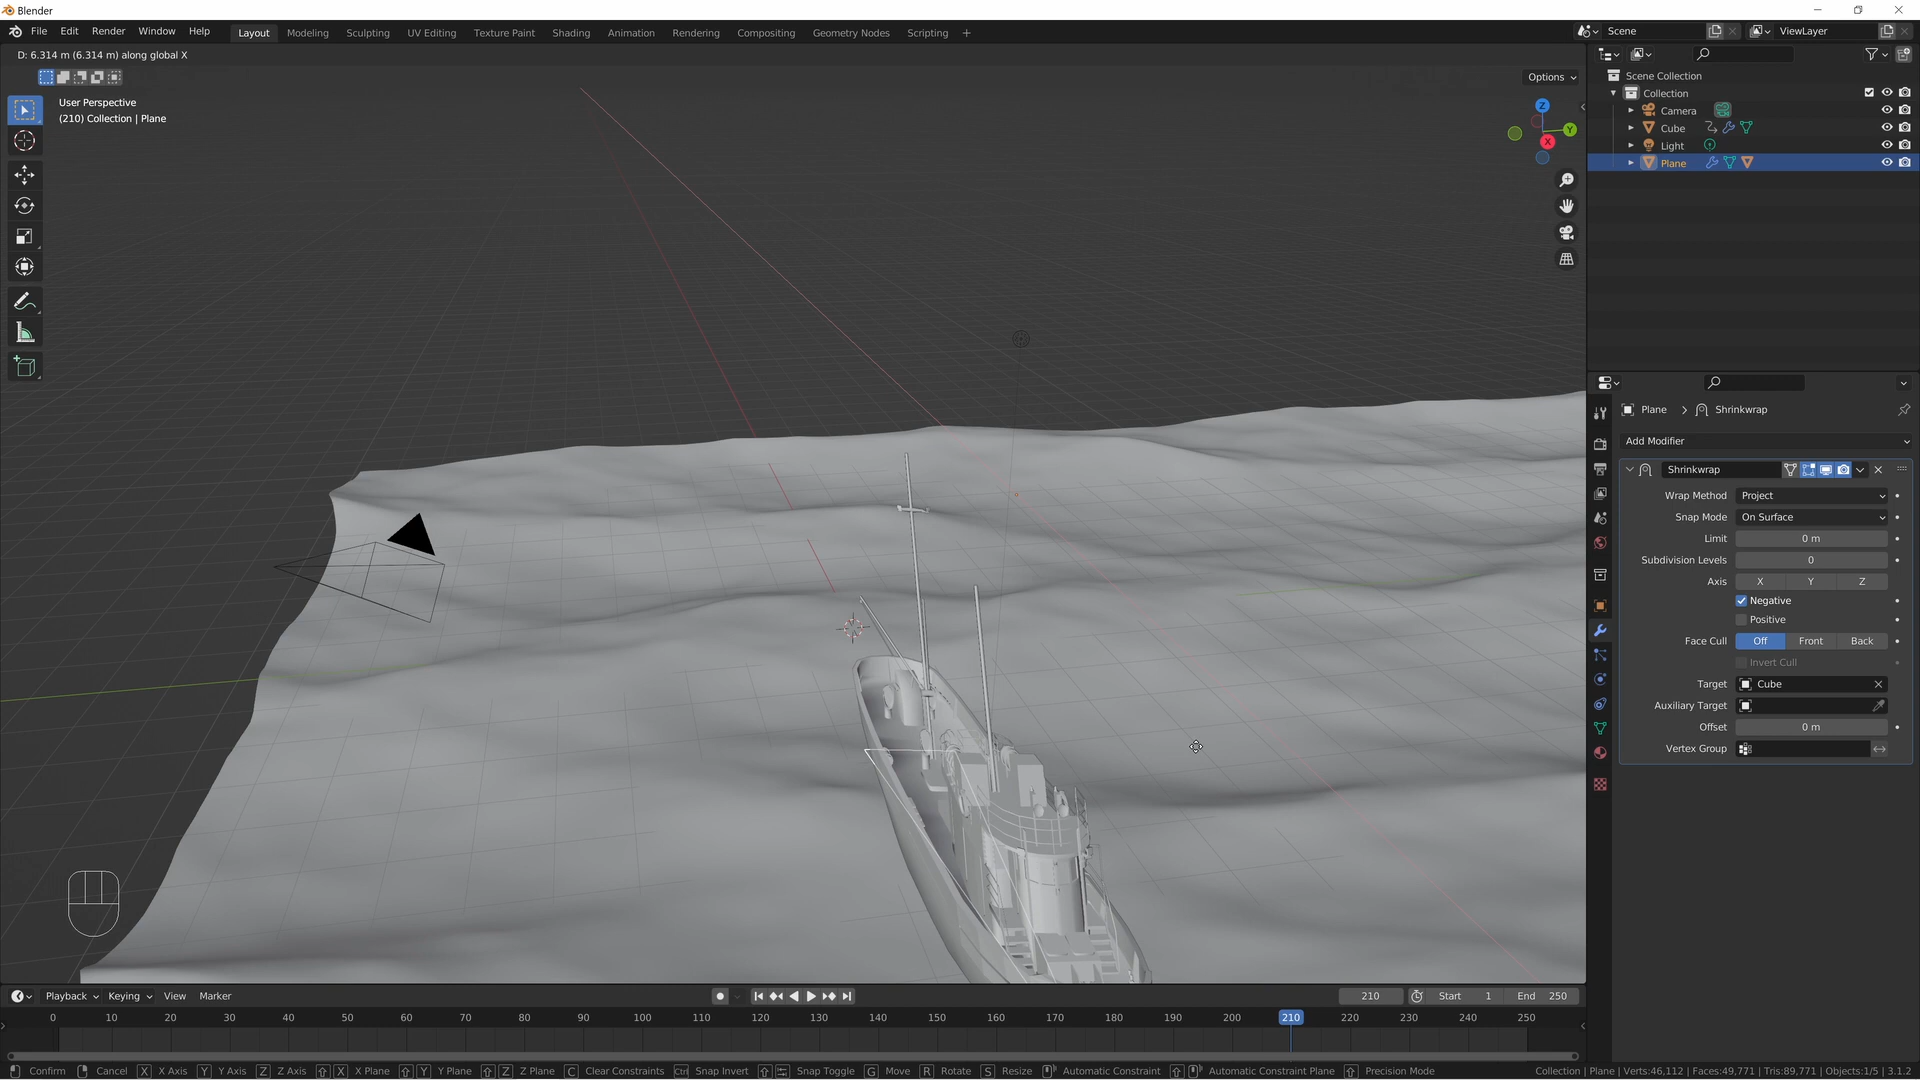 Blender
File Edit Render Window Help Layout Modeling Sculpting UV Editing Texture Paint Shading Animation Rendering Compositing Geometry Nodes Scripting + Scene ViewLayer
D: 6.314 m (6.314 m) along global X
Options
User Perspective
(210) Collection | Plane
Z
Y
X
Scene Collection
Collection
Camera
Cube
Light
Plane
Plane > Shrinkwrap
Add Modifier
Shrinkwrap
Wrap Method Project
Snap Mode On Surface
Limit 0 m
Subdivision Levels 0
Axis X Y Z
Negative
Positive
Face Cull Off Front Back
Invert Cull
Target Cube
Auxiliary Target
Offset 0 m
Vertex Group
Playback Keying View Marker 210 Start 1 End 250
0 10 20 30 40 50 60 70 80 90 100 110 120 130 140 150 160 170 180 190 200 210 220 230 240 250
Confirm Cancel X X Axis Y Y Axis Z Z Axis X X Plane Y Y Plane Z Z Plane C Clear Constraints Ctrl Snap Invert Snap Toggle G Move R Rotate S Resize Automatic Constraint Automatic Constraint Plane Precision Mode Collection | Plane | Verts:46,112 | Faces:49,771 | Tris:89,771 | Objects:1/5 | 3.1.2